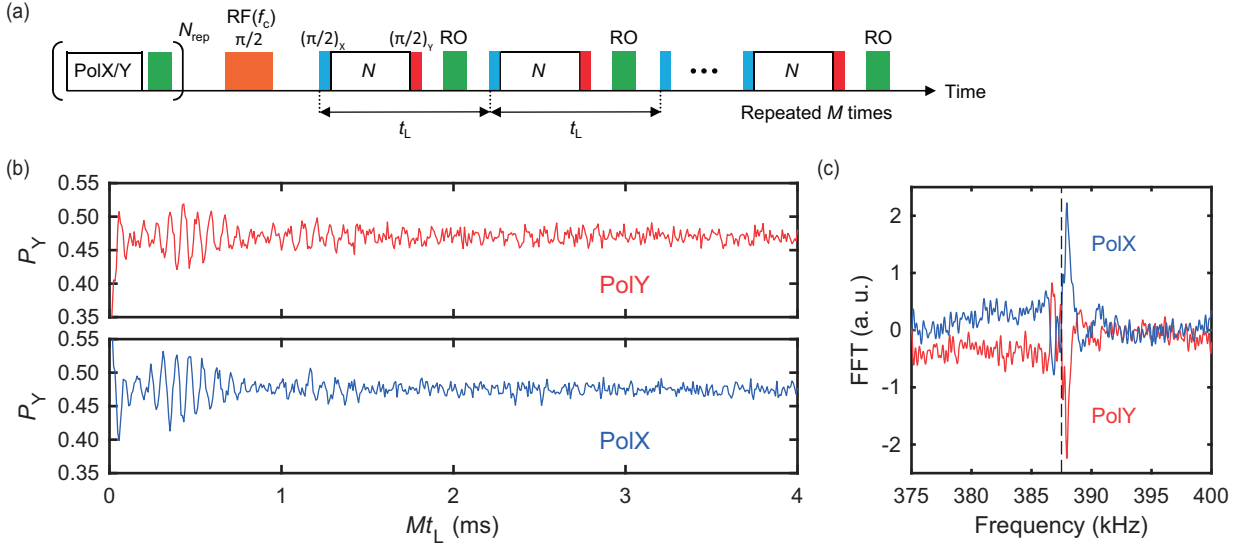 (a)
PolX/Y
N_rep
RF(f_c)
π/2
(π/2)_X
N
(π/2)_Y
RO
N
RO
N
RO
Time
t_L
t_L
Repeated M times
(b)
0.55
0.50
0.45
0.40
0.35
P_Y
PolY
0.55
0.50
0.45
0.40
0.35
P_Y
PolX
0 1 2 3 4
Mt_L (ms)
(c)
2
1
0
-1
-2
FFT (a. u.)
PolX
PolY
375 380 385 390 395 400
Frequency (kHz)